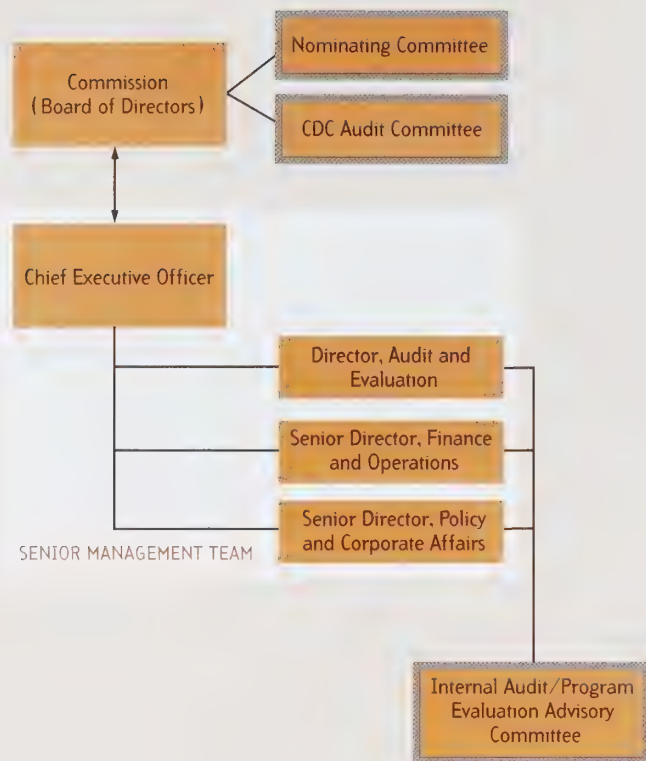 Nominating Committee
Commission
(Board of Directors)
CDC Audit Committee
Chief Executive Officer
Director, Audit and
Evaluation
Senior Director, Finance
and Operations
Senior Director, Policy
and Corporate Affairs
SENIOR MANAGEMENT TEAM
Internal Audit/Program
Evaluation Advisory
Committee